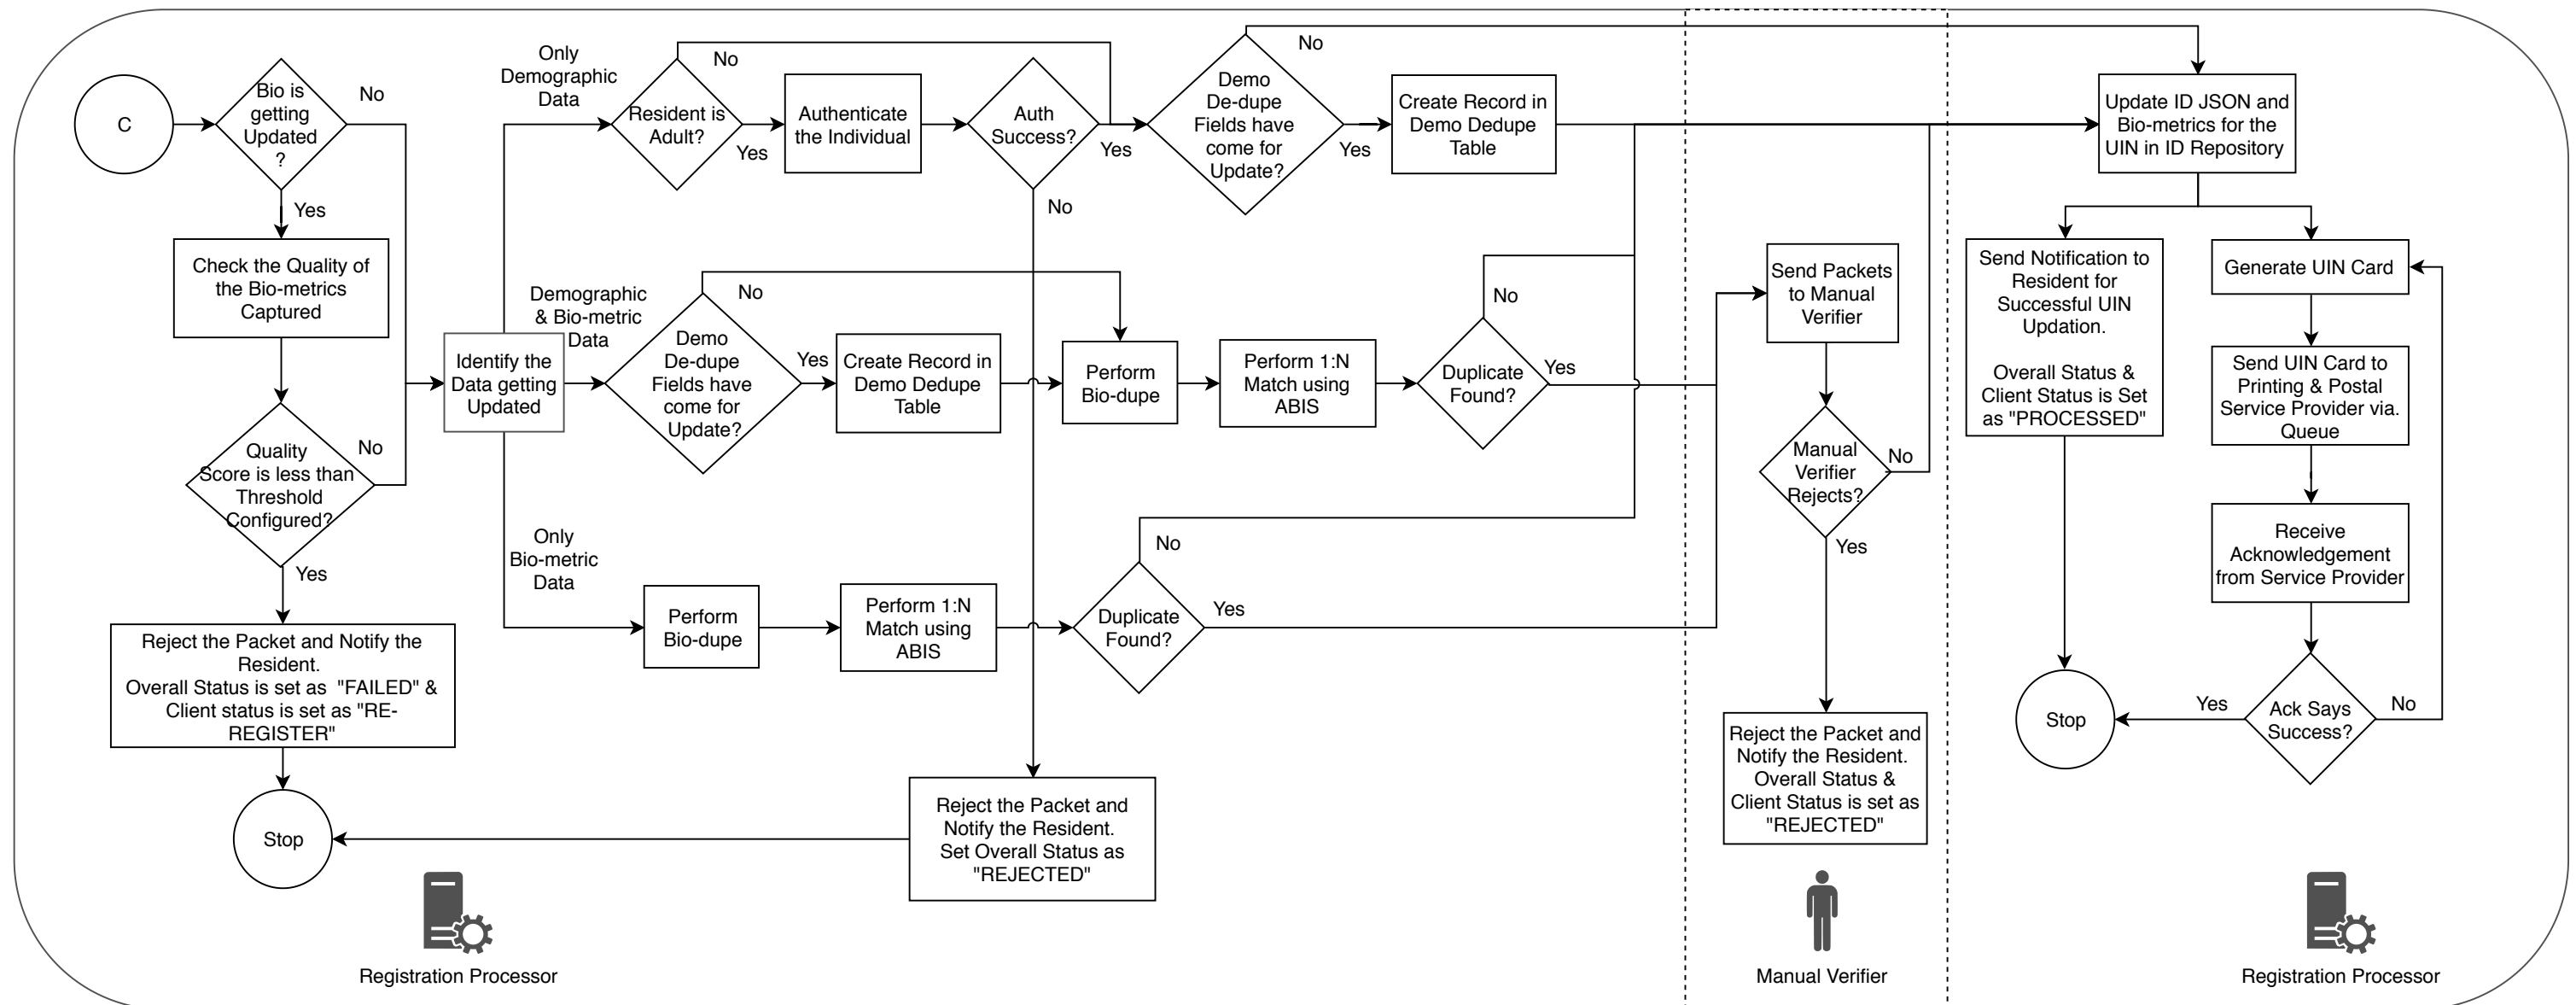 C
Bio is
getting
Updated
?
No
Yes
Check the Quality of
the Bio-metrics
Captured
Quality
Score is less than
Threshold
Configured?
No
Yes
Reject the Packet and Notify the
Resident.
Overall Status is set as "FAILED" &
Client status is set as "RE-
REGISTER"
Stop
Identify the
Data getting
Updated
Only
Demographic
Data
Resident is
Adult?
No
Yes
Authenticate
the Individual
Auth
Success?
Yes
No
Demo
De-dupe
Fields have
come for
Update?
No
Yes
Create Record in
Demo Dedupe
Table
Demographic
& Bio-metric
Data
Demo
De-dupe
Fields have
come for
Update?
No
Yes
Create Record in
Demo Dedupe
Table
Perform
Bio-dupe
Perform 1:N
Match using
ABIS
Duplicate
Found?
No
Yes
Only
Bio-metric
Data
Perform
Bio-dupe
Perform 1:N
Match using
ABIS
Duplicate
Found?
No
Yes
Reject the Packet and
Notify the Resident.
Set Overall Status as
"REJECTED"
Registration Processor
Send Packets
to Manual
Verifier
Manual
Verifier
Rejects?
No
Yes
Reject the Packet and
Notify the Resident.
Overall Status &
Client Status is set as
"REJECTED"
Manual Verifier
Update ID JSON and
Bio-metrics for the
UIN in ID Repository
Send Notification to
Resident for
Successful UIN
Updation.
Overall Status &
Client Status is Set
as "PROCESSED"
Generate UIN Card
Send UIN Card to
Printing & Postal
Service Provider via.
Queue
Receive
Acknowledgement
from Service Provider
Ack Says
Success?
Yes
No
Stop
Registration Processor